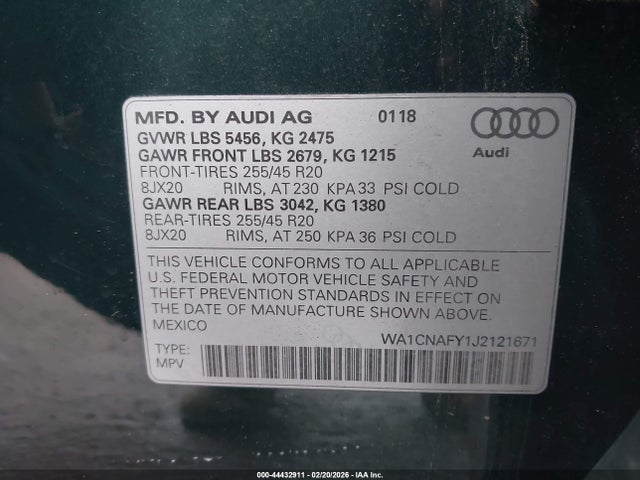 MFD. BY AUDI AG 0118
GVWR LBS 5456, KG 2475
GAWR FRONT LBS 2679, KG 1215
FRONT-TIRES 255/45 R20
8JX20 RIMS, AT 230 KPA 33 PSI COLD
GAWR REAR LBS 3042, KG 1380
REAR-TIRES 255/45 R20
8JX20 RIMS, AT 250 KPA 36 PSI COLD
Audi
THIS VEHICLE CONFORMS TO ALL APPLICABLE
U.S. FEDERAL MOTOR VEHICLE SAFETY AND
THEFT PREVENTION STANDARDS IN EFFECT ON
THE DATE OF MANUFACTURE SHOWN ABOVE.
MEXICO
WA1CNAFY1J2121671
TYPE:
MPV
000-44432911 - 02/20/2026 - IAA Inc.